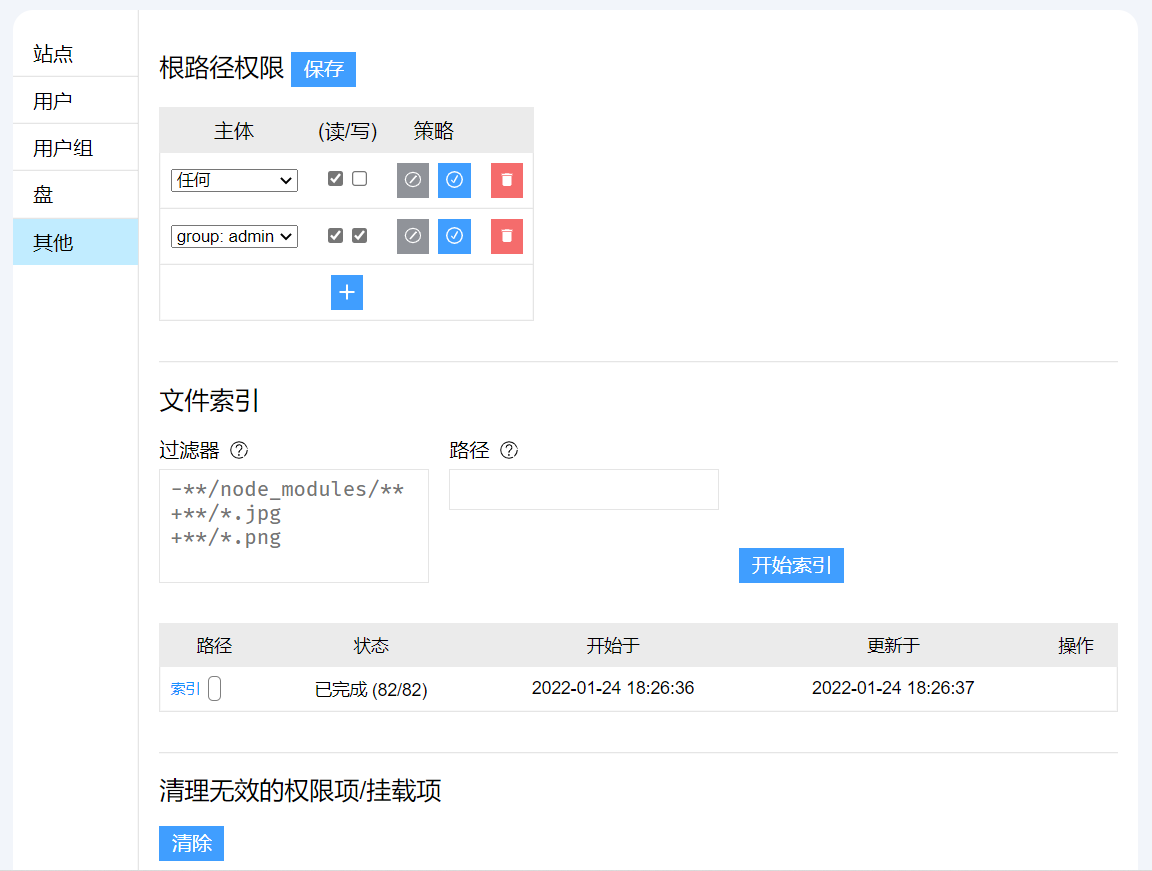 站点
用户
用户组
盘
其他
根路径权限 保存
主体 (读/写) 策略
任何
group: admin
文件索引
过滤器 路径
-**/node_modules/**
+**/*.jpg
+**/*.png
开始索引
路径 状态 开始于 更新于 操作
索引 已完成 (82/82) 2022-01-24 18:26:36 2022-01-24 18:26:37
清理无效的权限项/挂载项
清除